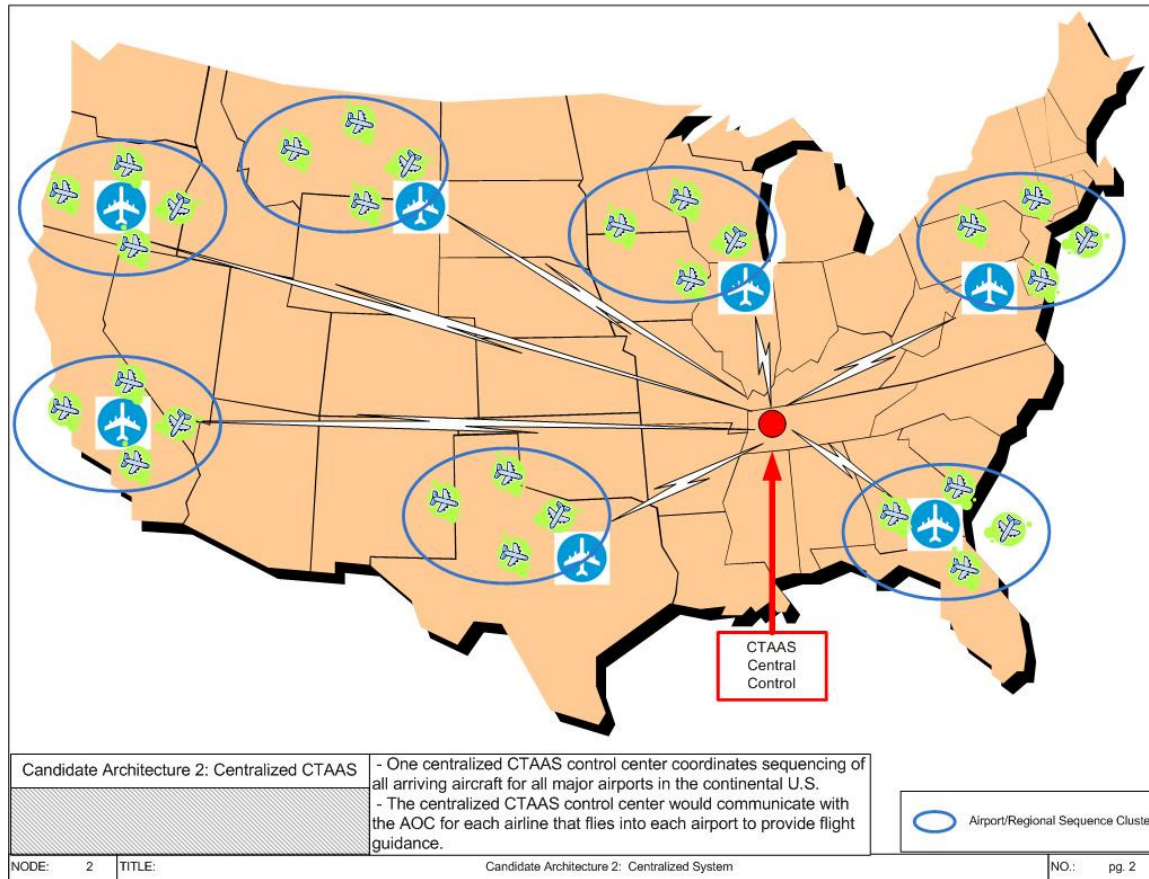 CTAAS
Central
Control
Candidate Architecture 2: Centralized CTAAS
- One centralized CTAAS control center coordinates sequencing of
all arriving aircraft for all major airports in the continental U.S.
- The centralized CTAAS control center would communicate with
the AOC for each airline that flies into each airport to provide flight
guidance.
Airport/Regional Sequence Cluste
NODE: 2 TITLE: Candidate Architecture 2: Centralized System NO.: pg. 2